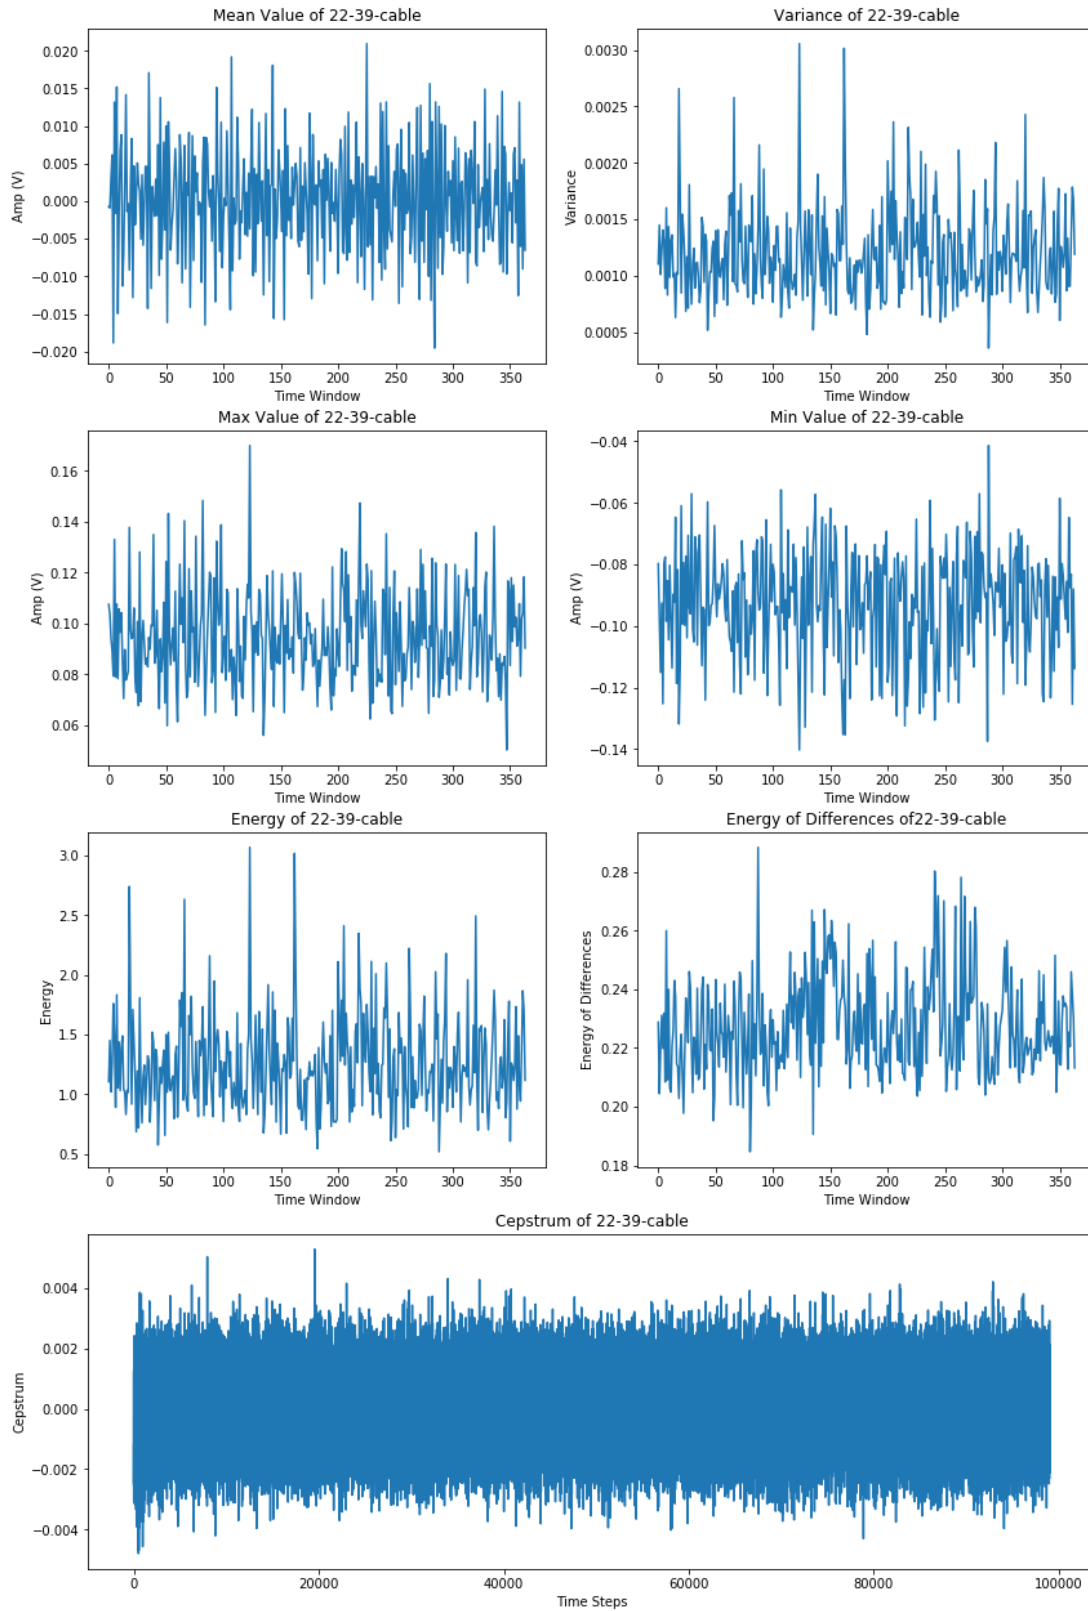 Mean Value of 22-39-cable
Amp (V)
0.020
0.015
0.010
0.005
0.000
−0.005
−0.010
−0.015
−0.020
0 50 100 150 200 250 300 350
Time Window
Variance of 22-39-cable
Variance
0.0030
0.0025
0.0020
0.0015
0.0010
0.0005
0 50 100 150 200 250 300 350
Time Window
Max Value of 22-39-cable
Amp (V)
0.16
0.14
0.12
0.10
0.08
0.06
0 50 100 150 200 250 300 350
Time Window
Min Value of 22-39-cable
Amp (V)
−0.04
−0.06
−0.08
−0.10
−0.12
−0.14
0 50 100 150 200 250 300 350
Time Window
Energy of 22-39-cable
Energy
3.0
2.5
2.0
1.5
1.0
0.5
0 50 100 150 200 250 300 350
Time Window
Energy of Differences of22-39-cable
Energy of Differences
0.28
0.26
0.24
0.22
0.20
0.18
0 50 100 150 200 250 300 350
Time Window
Cepstrum of 22-39-cable
Cepstrum
0.004
0.002
0.000
−0.002
−0.004
0 20000 40000 60000 80000 100000
Time Steps